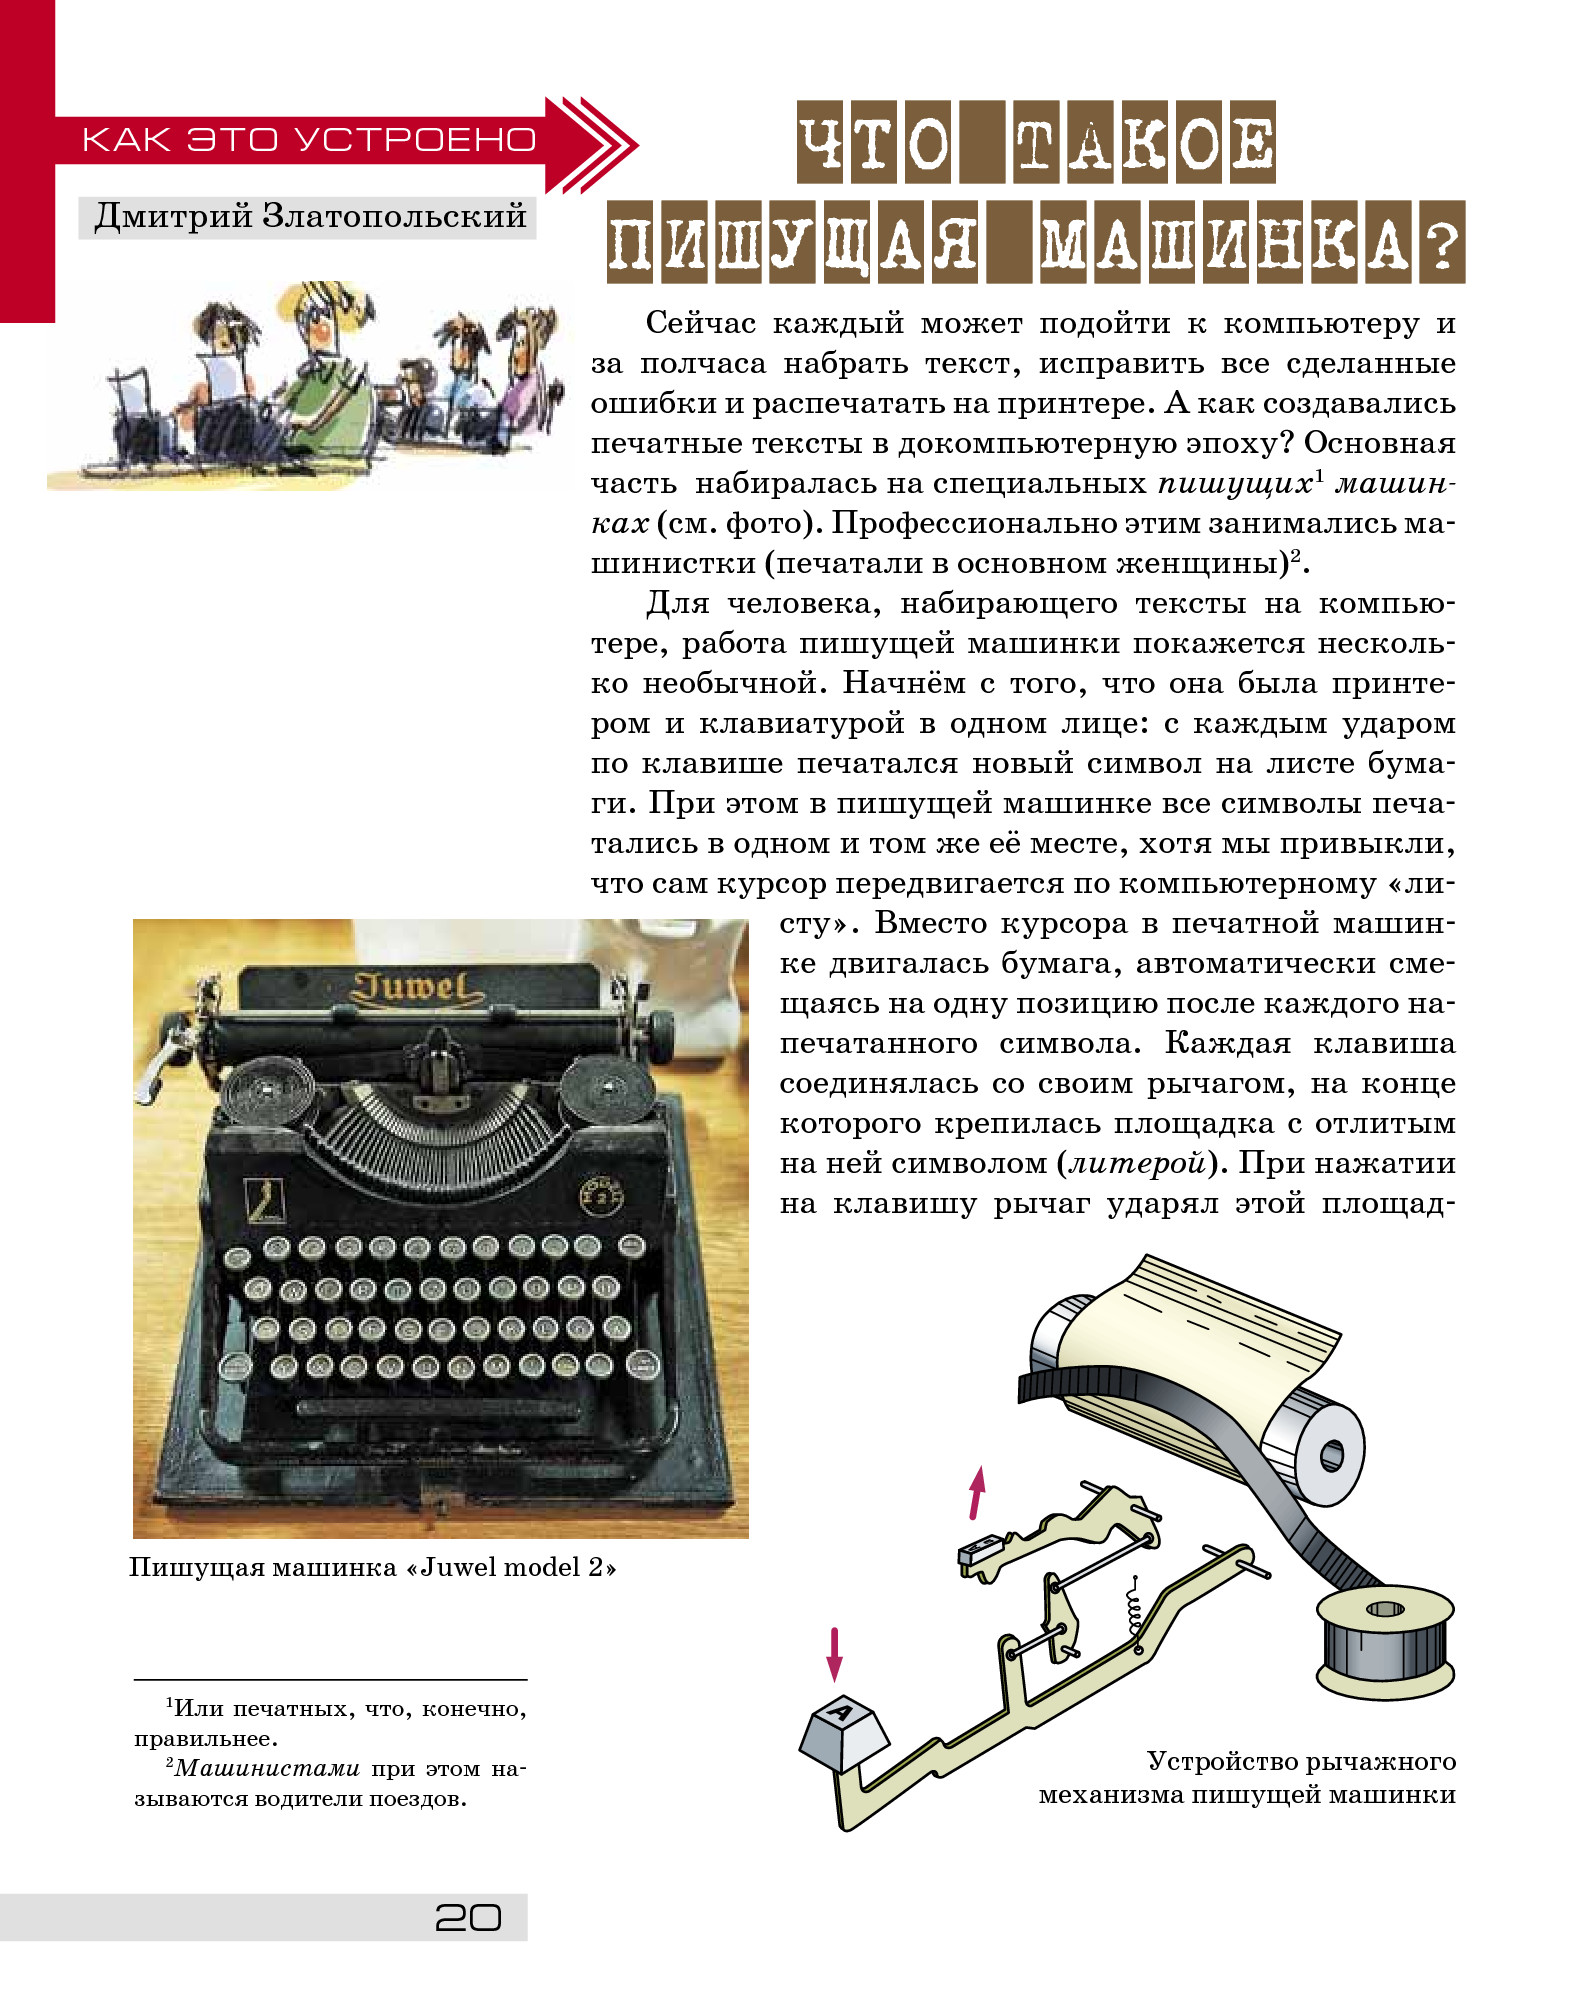 КАК ЭТО УСТРОЕНО
Дмитрий Златопольский
ЧТО ТАКОЕ
ПИШУЩАЯ МАШИНКА?
Сейчас каждый может подойти к компьютеру и
за полчаса набрать текст, исправить все сделанные
ошибки и распечатать на принтере. А как создавались
печатные тексты в докомпьютерную эпоху? Основная
часть набиралась на специальных пишущих¹ машин-
ках (см. фото). Профессионально этим занимались ма-
шинистки (печатали в основном женщины)².
Для человека, набирающего тексты на компью-
тере, работа пишущей машинки покажется несколь-
ко необычной. Начнём с того, что она была принте-
ром и клавиатурой в одном лице: с каждым ударом
по клавише печатался новый символ на листе бума-
ги. При этом в пишущей машинке все символы печа-
тались в одном и том же её месте, хотя мы привыкли,
что сам курсор передвигается по компьютерному «ли-
сту». Вместо курсора в печатной машин-
ке двигалась бумага, автоматически сме-
щаясь на одну позицию после каждого на-
печатанного символа. Каждая клавиша
соединялась со своим рычагом, на конце
которого крепилась площадка с отлитым
на ней символом (литерой). При нажатии
на клавишу рычаг ударял этой площад-
Juwel
Пишущая машинка «Juwel model 2»
A
Устройство рычажного
механизма пишущей машинки
¹Или печатных, что, конечно,
правильнее.
²Машинистами при этом на-
зываются водители поездов.
20